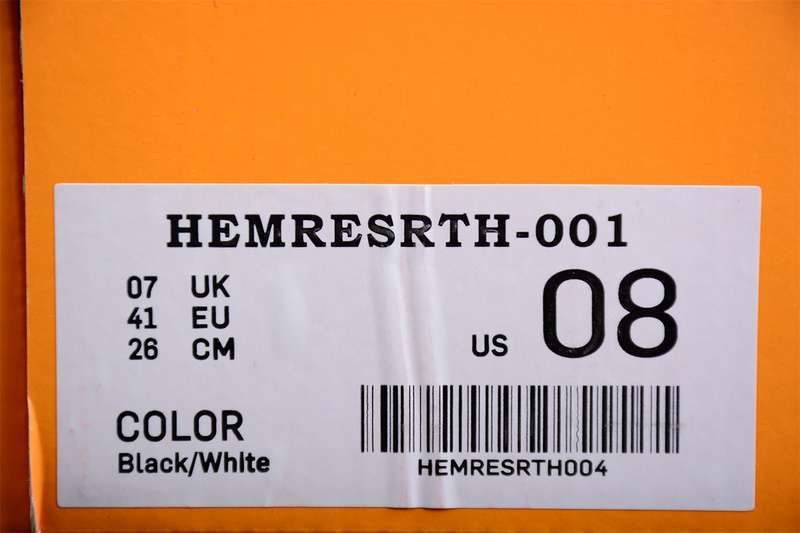 HEMRESRTH-001
07 UK
41 EU
26 CM
US 08
COLOR
Black/White
HEMRESRTH004